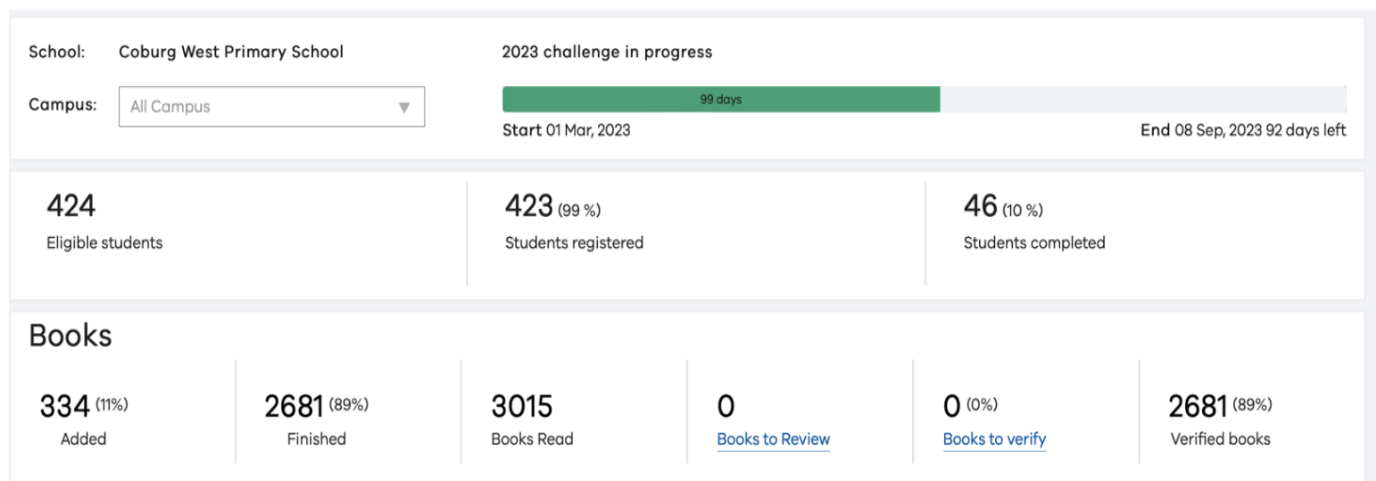 School: Coburg West Primary School
2023 challenge in progress
Campus: All Campus
99 days
Start 01 Mar, 2023
End 08 Sep, 2023 92 days left
424
Eligible students
423 (99 %)
Students registered
46 (10 %)
Students completed
Books
334 (11%)
Added
2681 (89%)
Finished
3015
Books Read
0
Books to Review
0 (0%)
Books to verify
2681 (89%)
Verified books